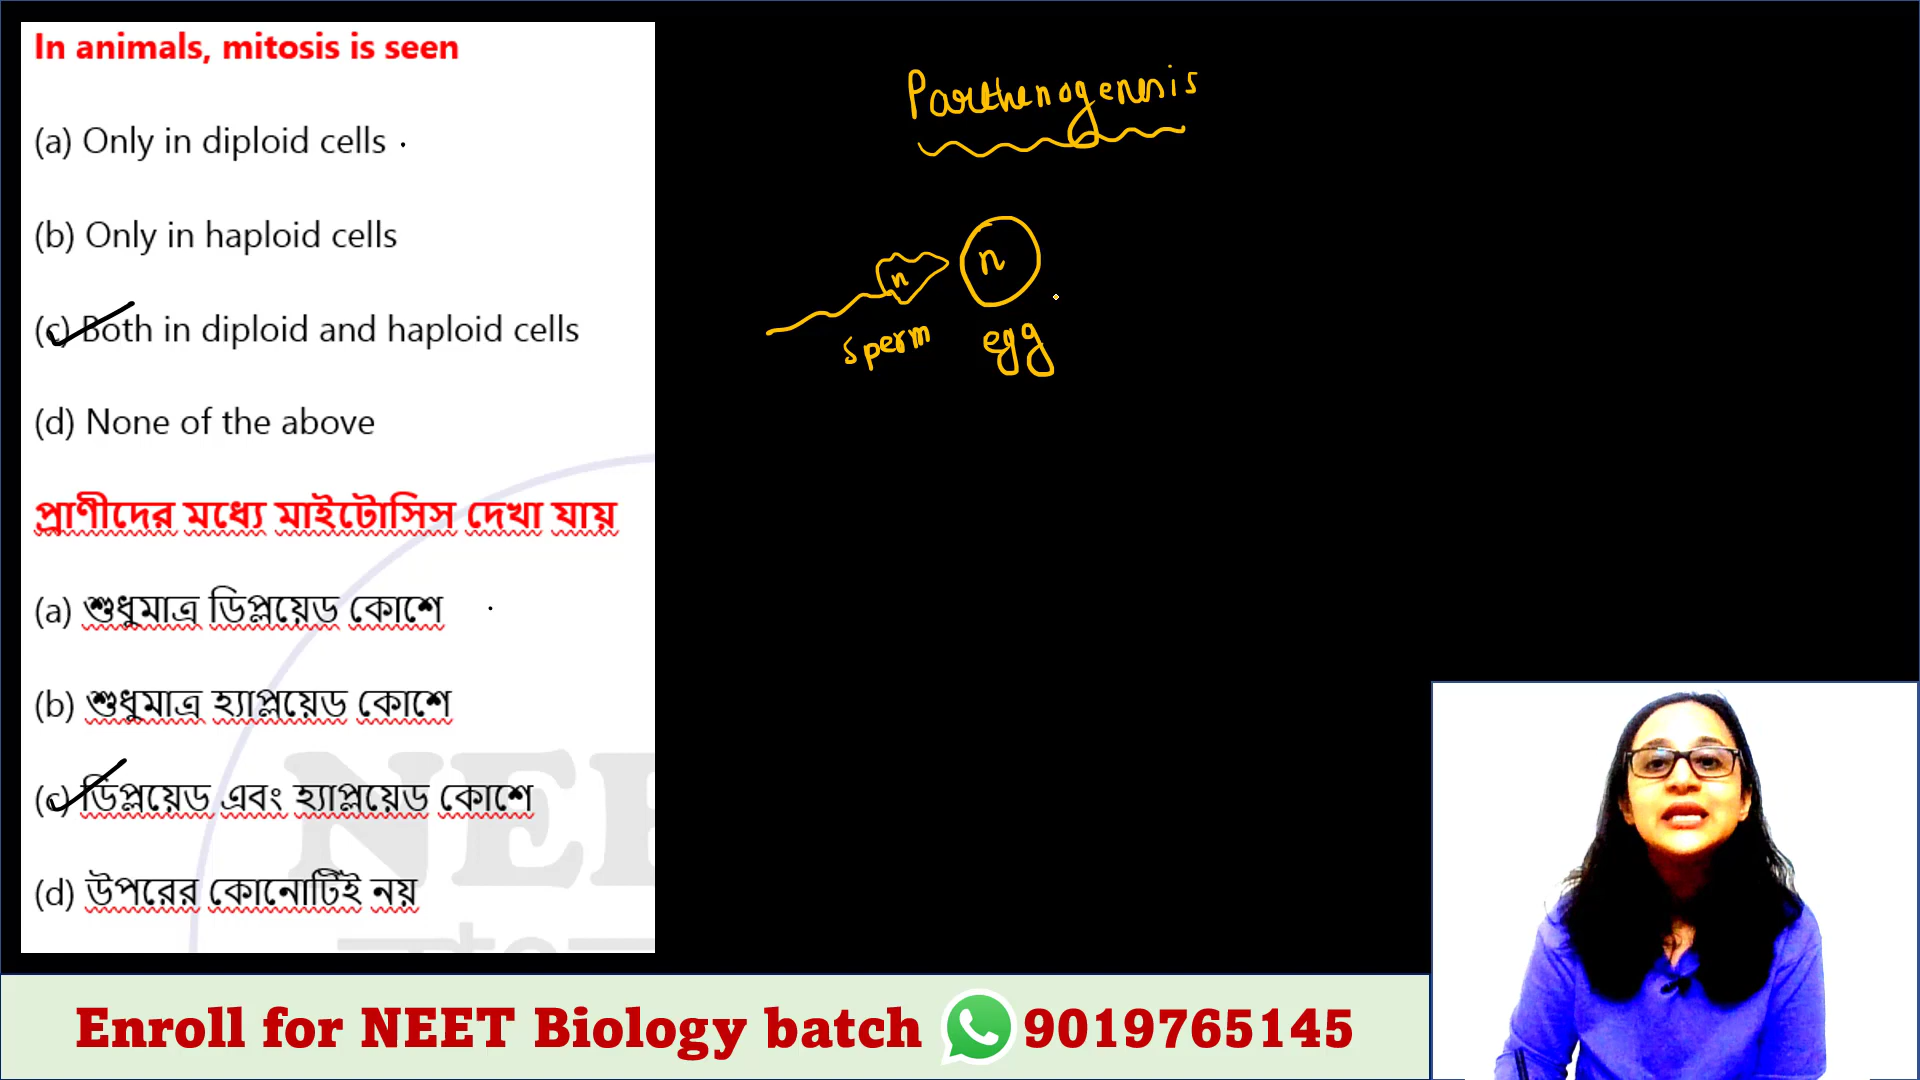 In animals, mitosis is seen
(a) Only in diploid cells
(b) Only in haploid cells
(c) Both in diploid and haploid cells
(d) None of the above
প্রাণীদের মধ্যে মাইটোসিস দেখা যায়
(a) শুধুমাত্র ডিপ্লয়েড কোশে
(b) শুধুমাত্র হ্যাপ্লয়েড কোশে
(c) ডিপ্লয়েড এবং হ্যাপ্লয়েড কোশে
(d) উপরের কোনোটিই নয়
Parthenogenesis
n
n
sperm
egg
Enroll for NEET Biology batch 9019765145